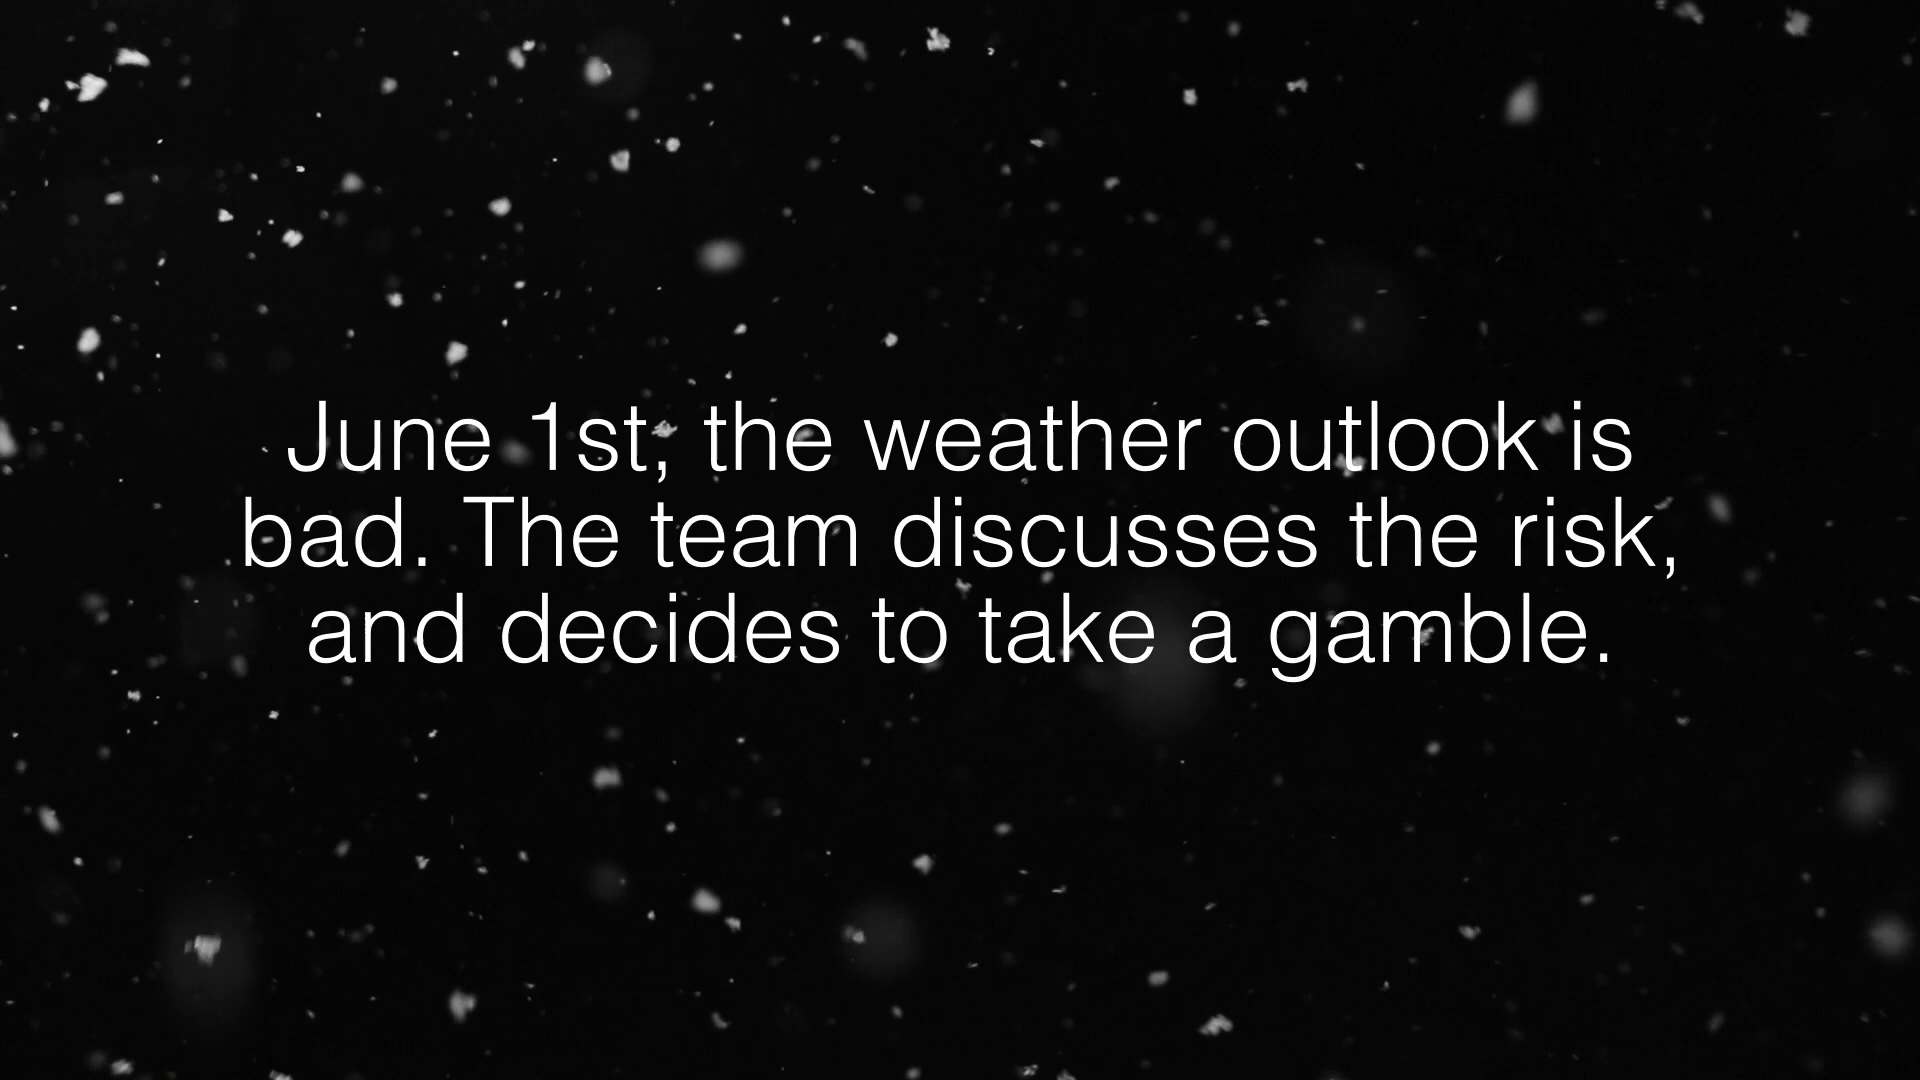 June 1st, the weather outlook is
bad. The team discusses the risk,
and decides to take a gamble.